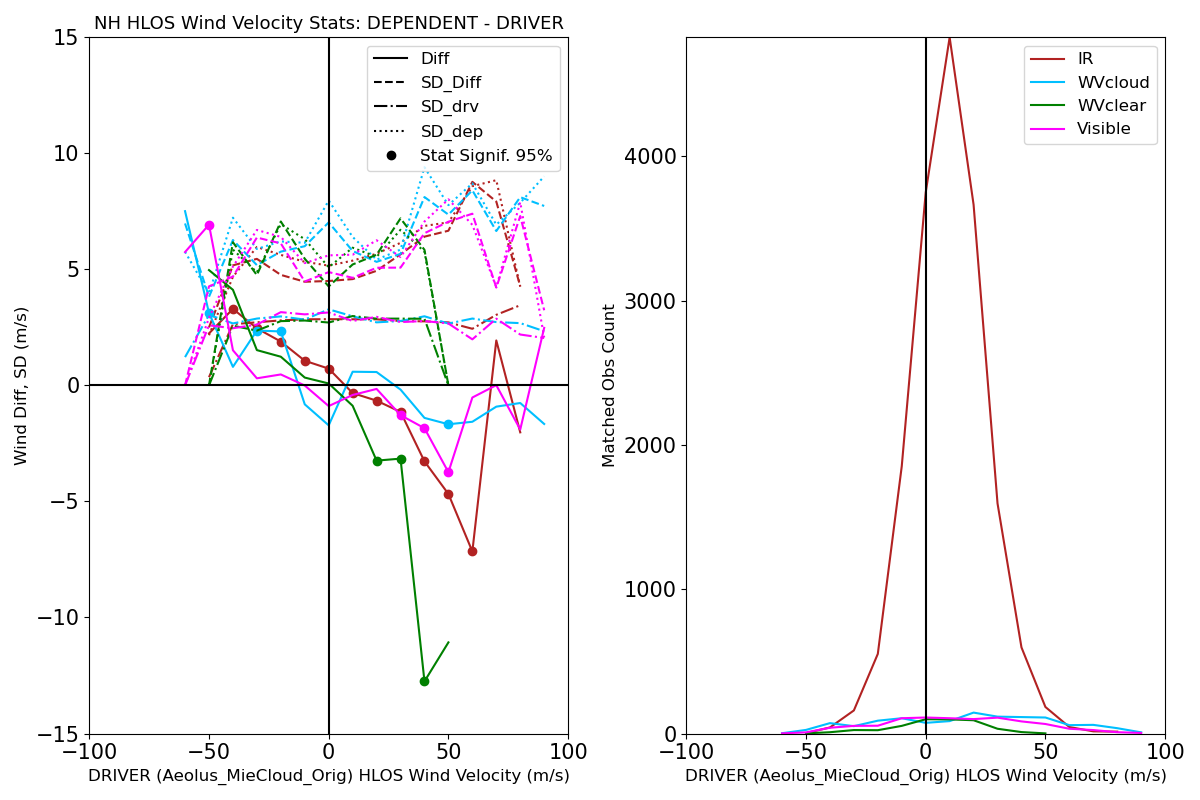 NH HLOS Wind Velocity Stats: DEPENDENT - DRIVER
15
10
5
0
−5
−10
−15
Wind Diff, SD (m/s)
Diff
SD_Diff
SD_drv
SD_dep
Stat Signif. 95%
−100
−50
0
50
100
DRIVER (Aeolus_MieCloud_Orig) HLOS Wind Velocity (m/s)
4000
3000
2000
1000
0
Matched Obs Count
IR
WVcloud
WVclear
Visible
−100
−50
0
50
100
DRIVER (Aeolus_MieCloud_Orig) HLOS Wind Velocity (m/s)